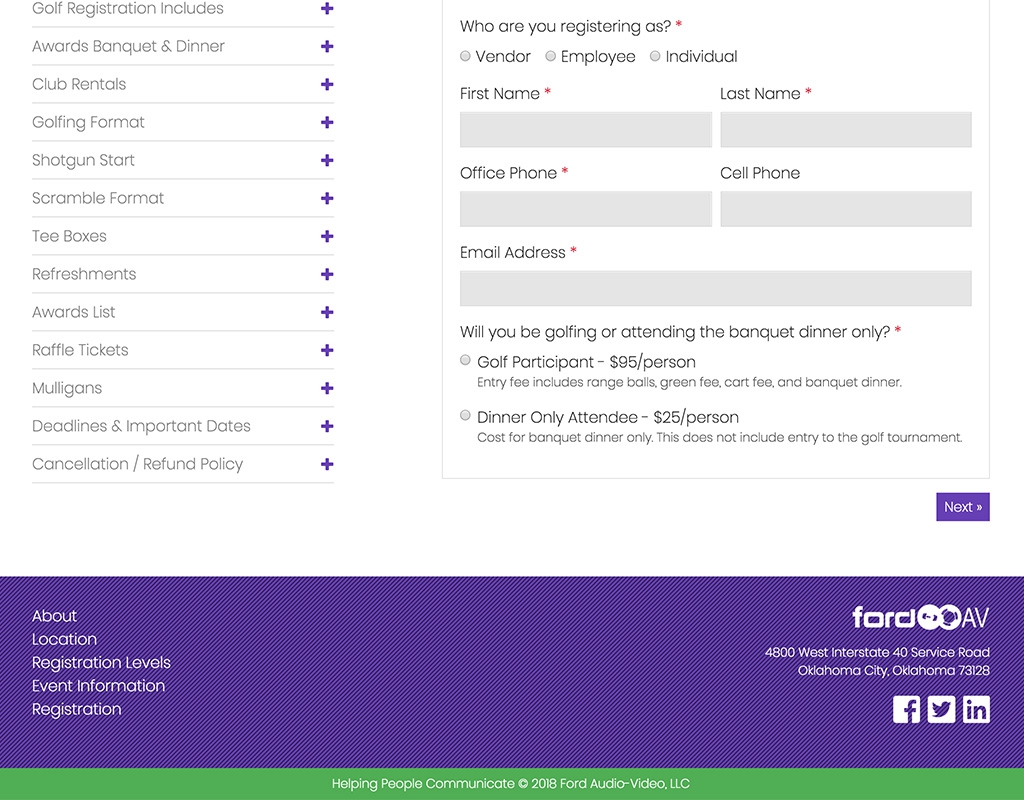 Golf Registration Includes
Awards Banquet & Dinner
Club Rentals
Golfing Format
Shotgun Start
Scramble Format
Tee Boxes
Refreshments
Awards List
Raffle Tickets
Mulligans
Deadlines & Important Dates
Cancellation / Refund Policy
Who are you registering as? *
Vendor Employee Individual
First Name * Last Name *
Office Phone * Cell Phone
Email Address *
Will you be golfing or attending the banquet dinner only? *
Golf Participant - $95/person
Entry fee includes range balls, green fee, cart fee, and banquet dinner.
Dinner Only Attendee - $25/person
Cost for banquet dinner only. This does not include entry to the golf tournament.
Next »
About
Location
Registration Levels
Event Information
Registration
ford AV
4800 West Interstate 40 Service Road
Oklahoma City, Oklahoma 73128
Helping People Communicate © 2018 Ford Audio-Video, LLC